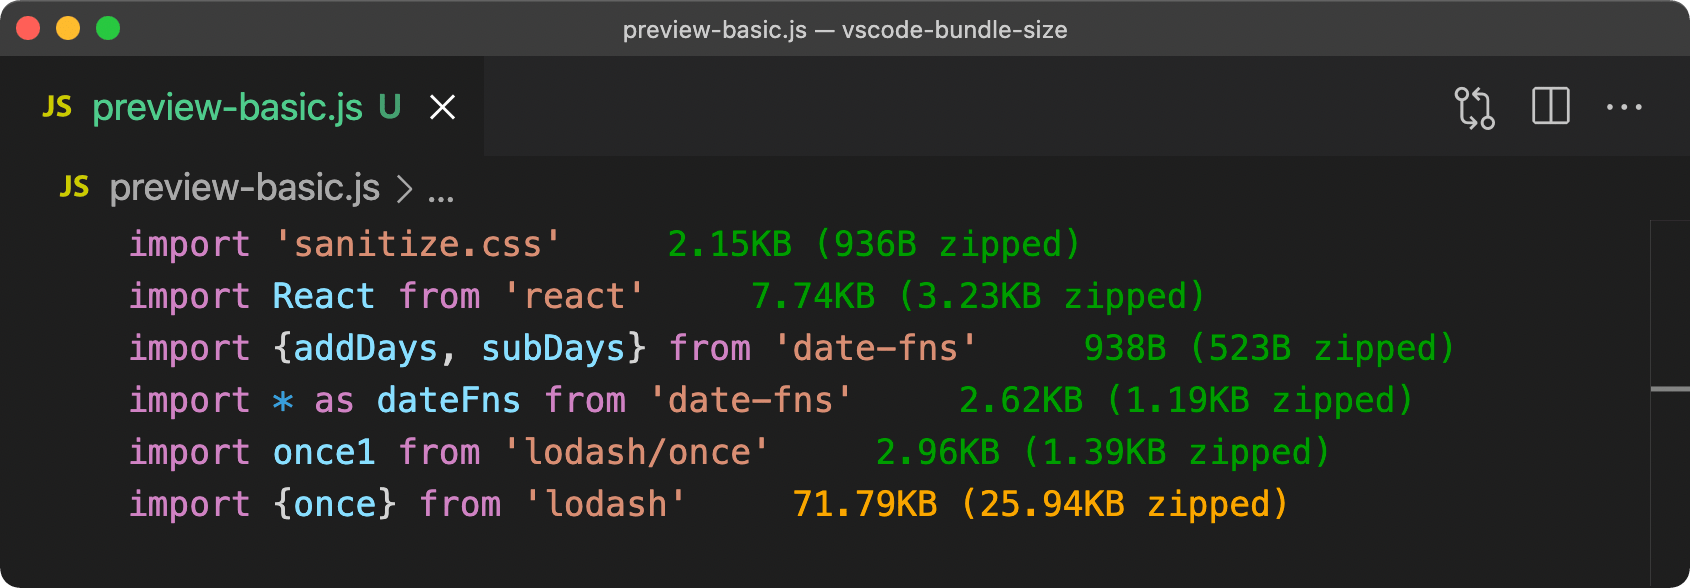 preview-basic.js — vscode-bundle-size
JS preview-basic.js U
JS preview-basic.js > ...
import 'sanitize.css' 2.15KB (936B zipped)
import React from 'react' 7.74KB (3.23KB zipped)
import {addDays, subDays} from 'date-fns' 938B (523B zipped)
import * as dateFns from 'date-fns' 2.62KB (1.19KB zipped)
import once1 from 'lodash/once' 2.96KB (1.39KB zipped)
import {once} from 'lodash' 71.79KB (25.94KB zipped)